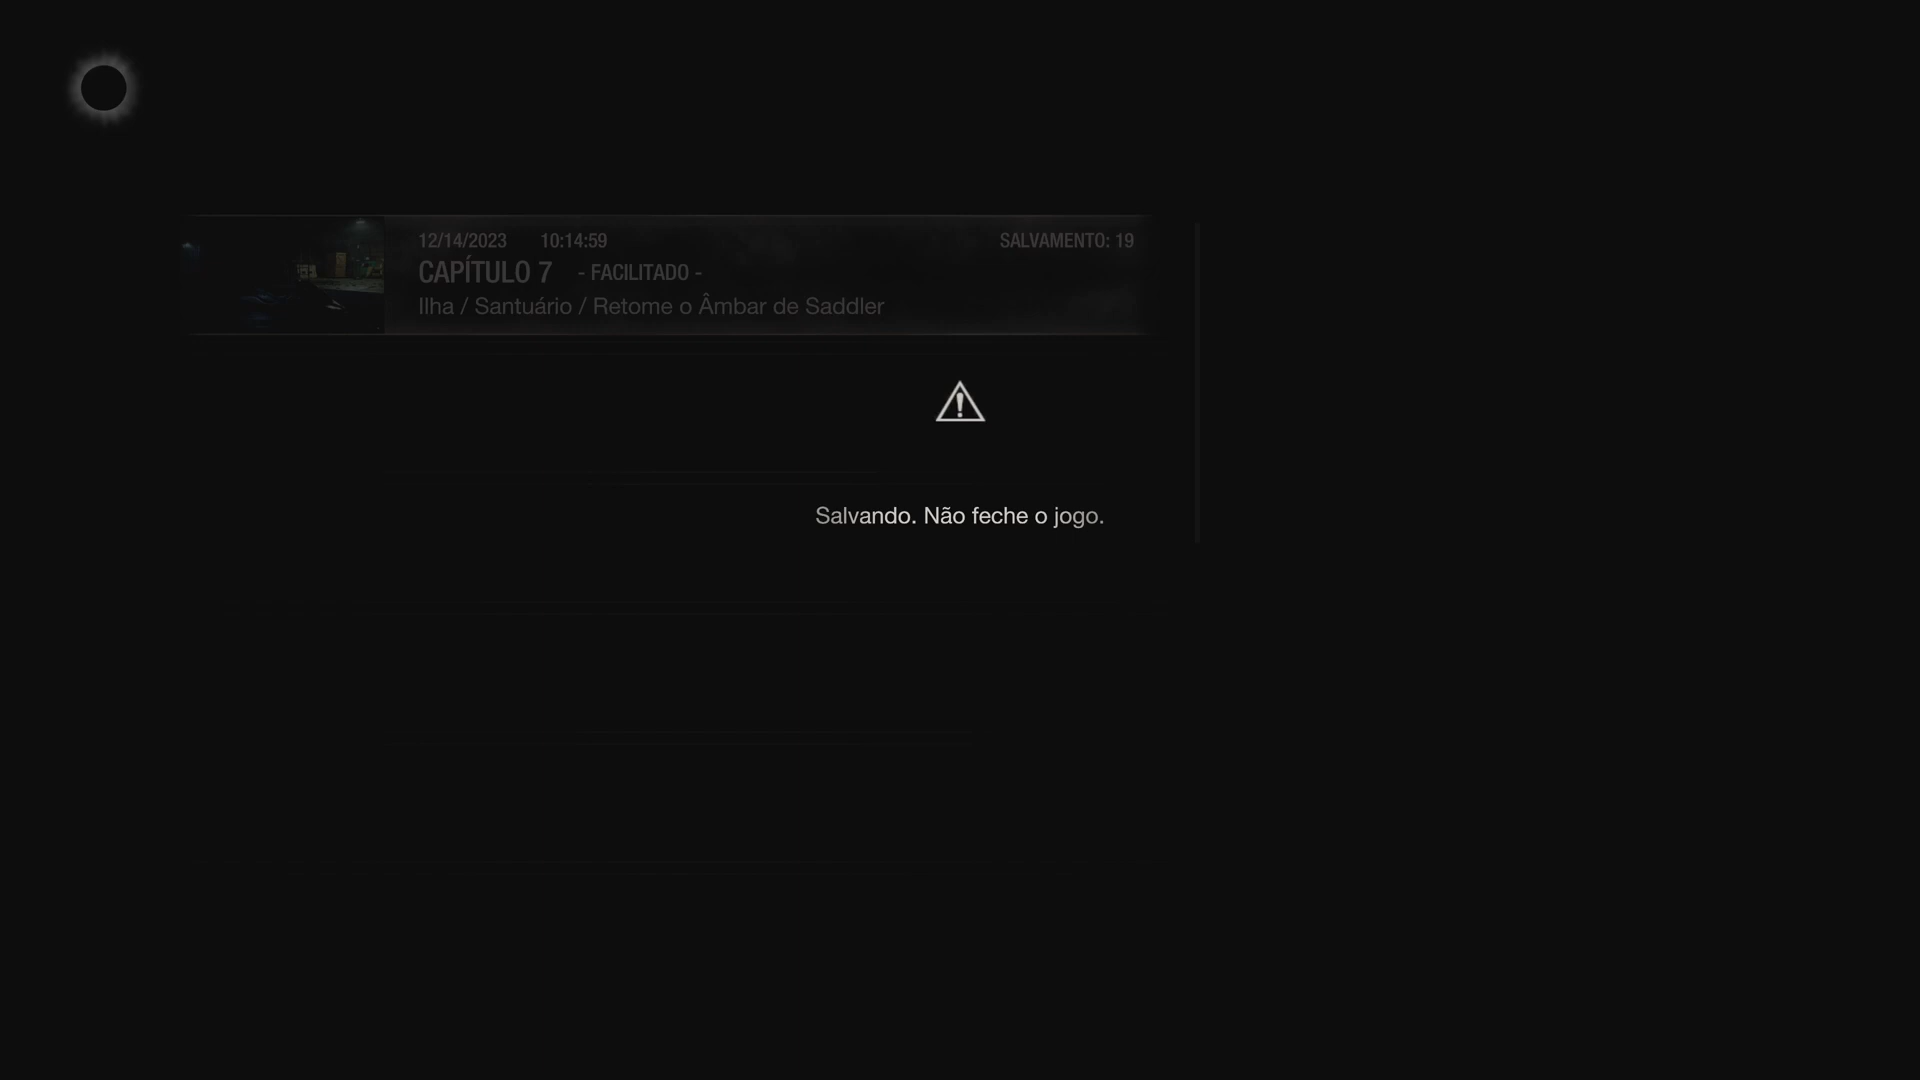 12/14/2023 10:14:59 SALVAMENTO: 19
CAPÍTULO 7 - FACILITADO -
Ilha / Santuário / Retome o Âmbar de Saddler
Salvando. Não feche o jogo.